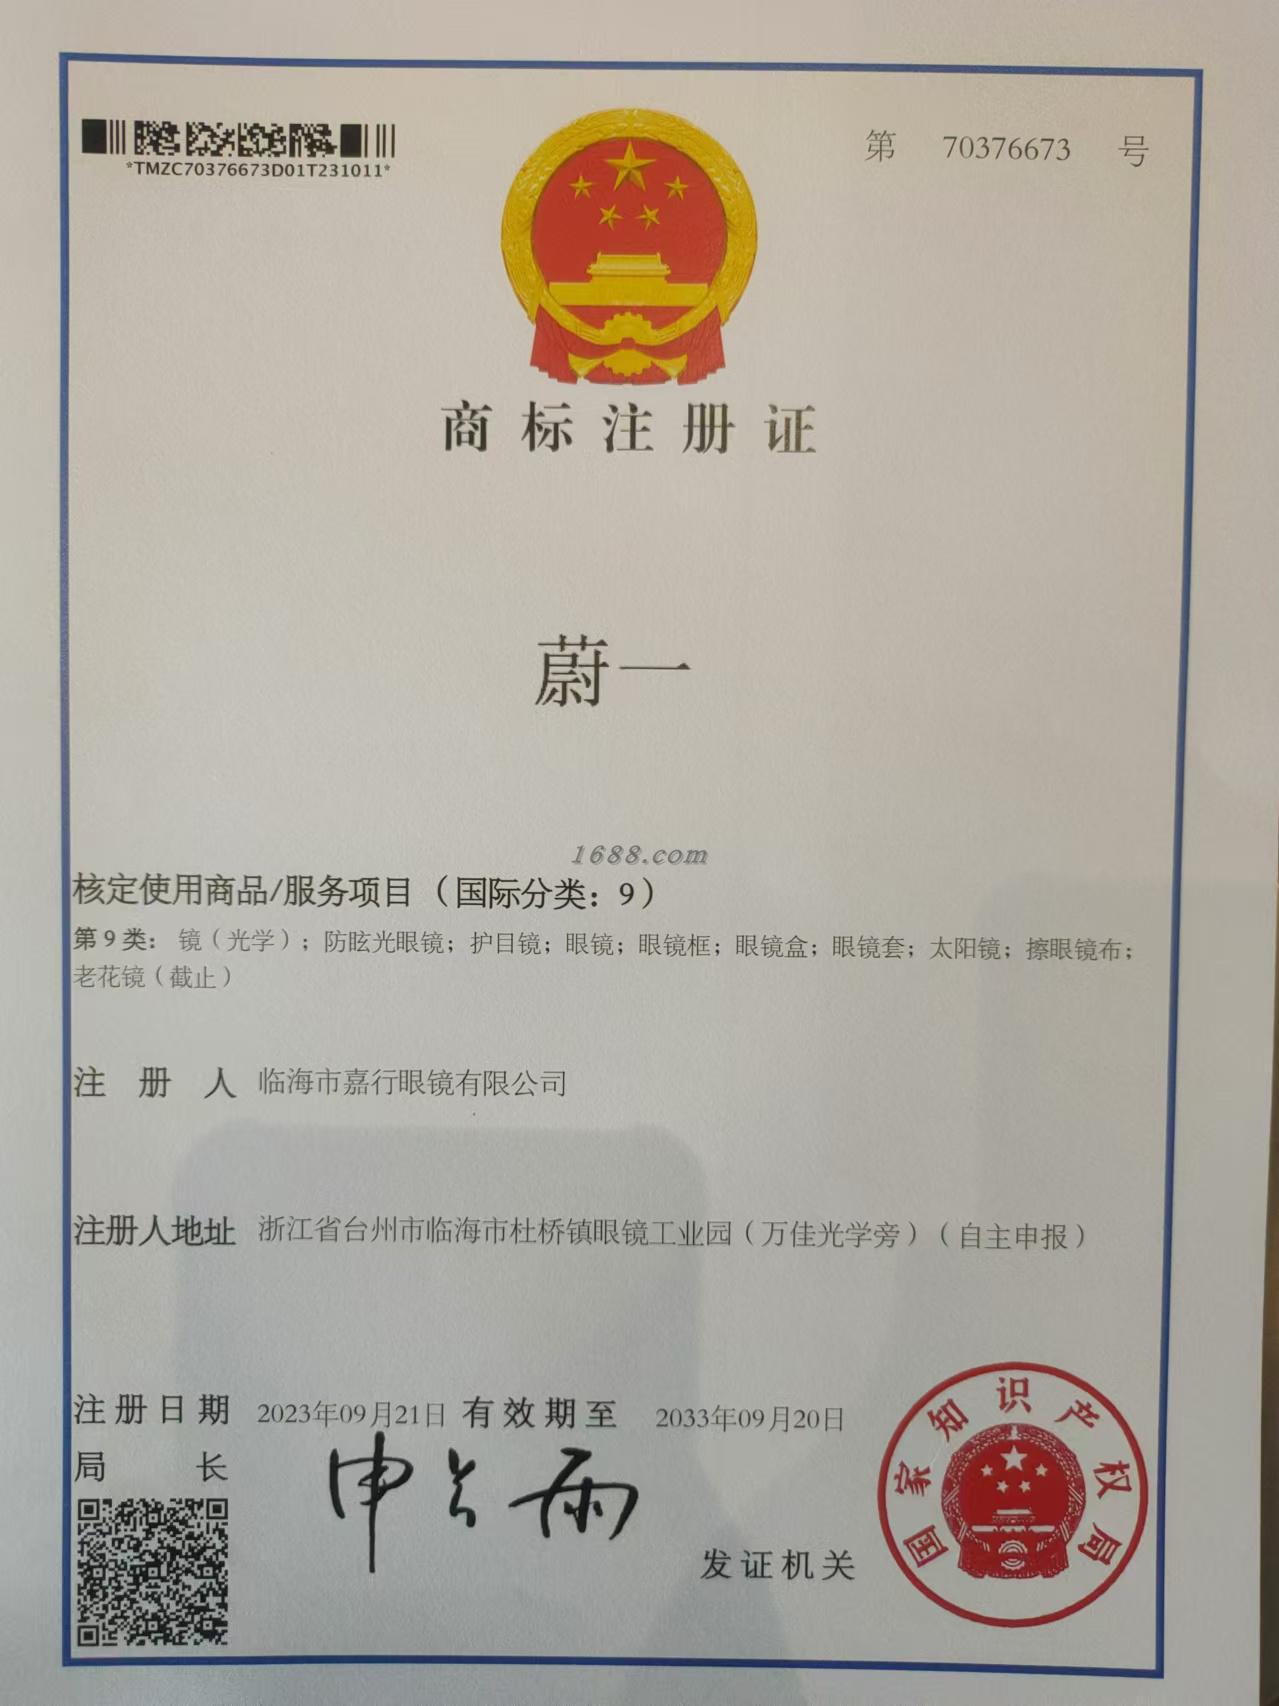 *TMZC70376673D01T231011*
第 70376673 号
商标注册证
蔚一
1688.com
核定使用商品/服务项目（国际分类：9）
第9类：镜（光学）；防眩光眼镜；护目镜；眼镜；眼镜框；眼镜盒；眼镜套；太阳镜；擦眼镜布；
老花镜（截止）
注册人 临海市嘉行眼镜有限公司
注册人地址 浙江省台州市临海市杜桥镇眼镜工业园（万佳光学旁）（自主申报）
注册日期 2023年09月21日 有效期至 2033年09月20日
局长 申长雨
发证机关
国家知识产权局